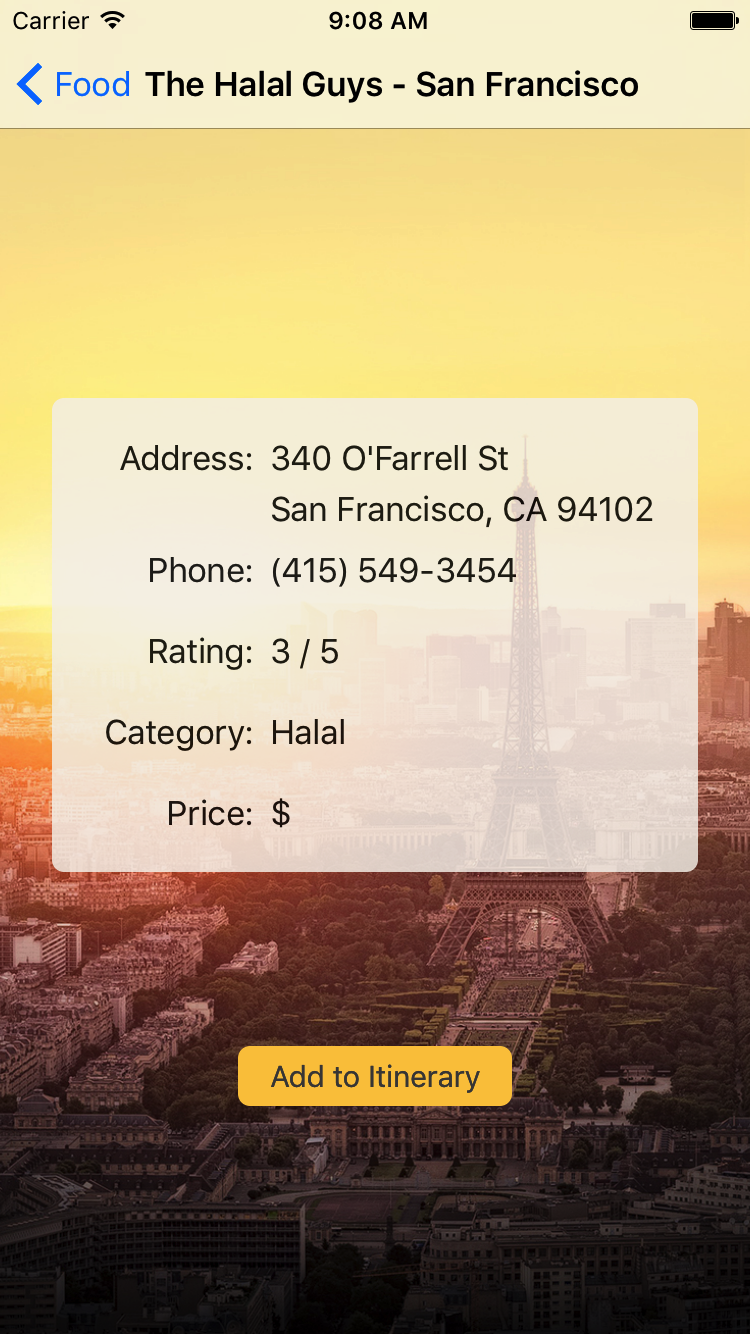 Carrier 9:08 AM
Food The Halal Guys - San Francisco
Address: 340 O'Farrell St
San Francisco, CA 94102
Phone: (415) 549-3454
Rating: 3 / 5
Category: Halal
Price: $
Add to Itinerary